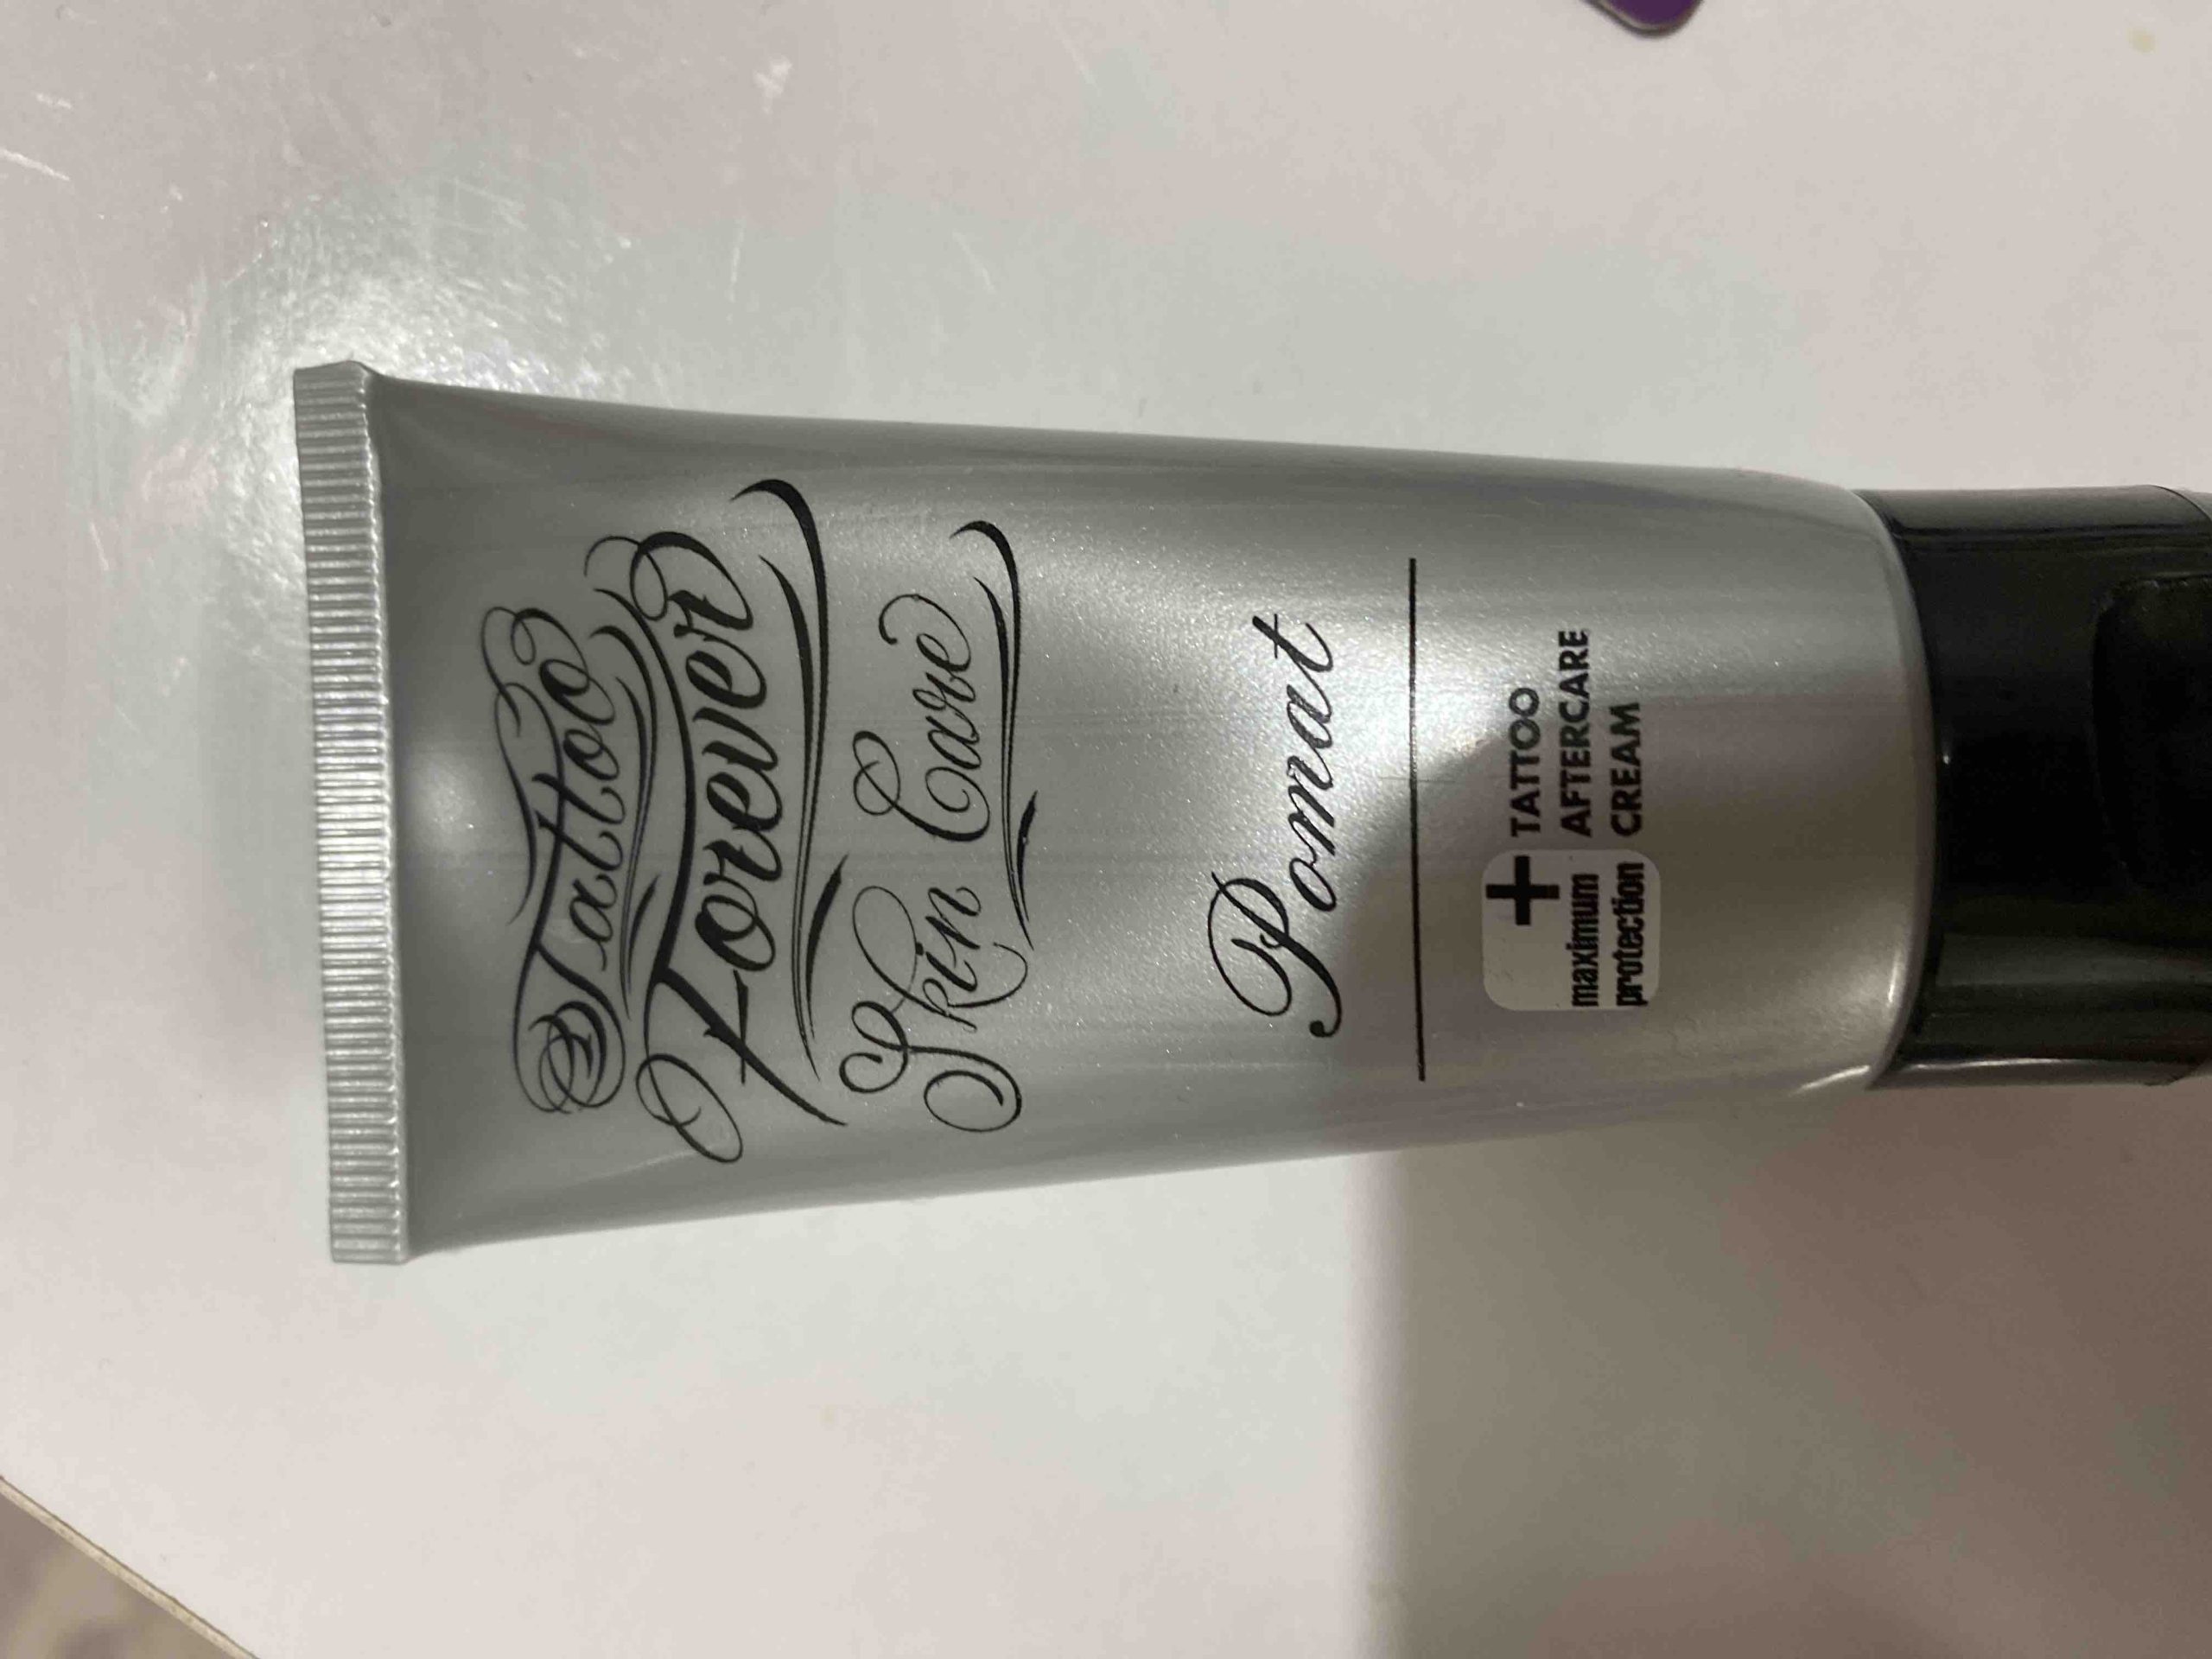 Tattoo
Forever
Skin Care
Pomat
+ TATTOO
maximum AFTERCARE
protection CREAM